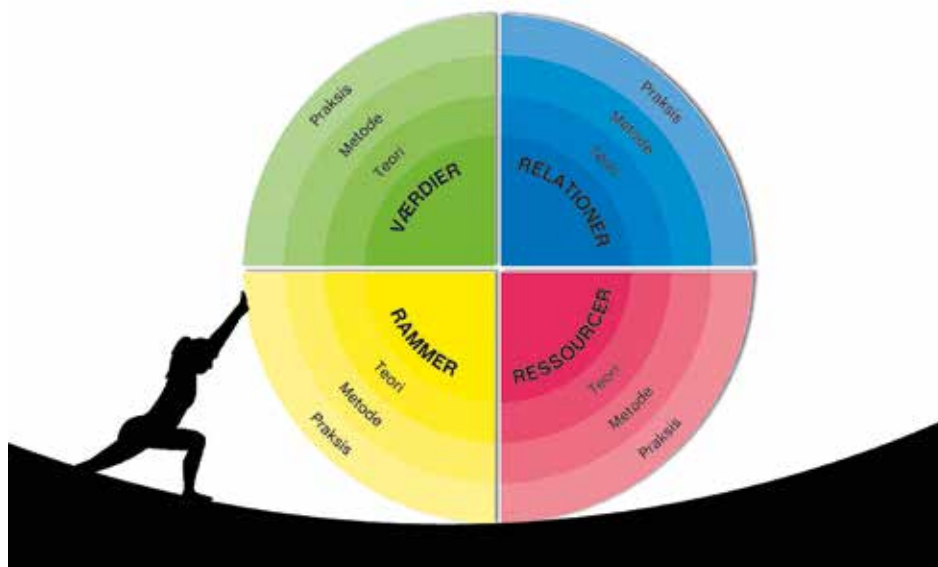 Praksis
Metode
Teori
VÆRDIER
Praksis
Metode
Teori
RELATIONER
RAMMER
Teori
Metode
Praksis
RESSOURCER
Teori
Metode
Praksis